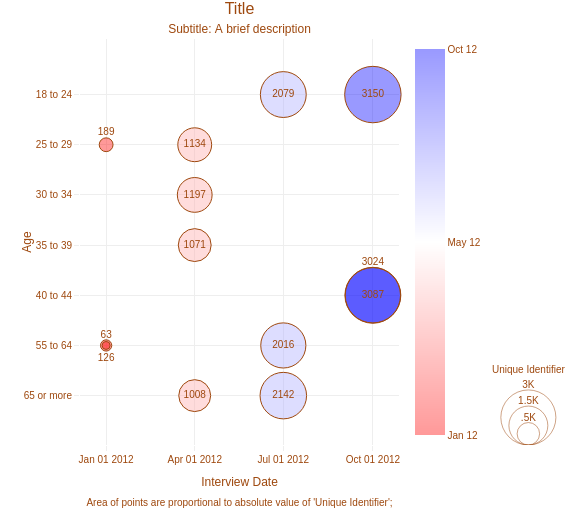 Title
Subtitle: A brief description
Oct 12
18 to 24
2079
3150
189
25 to 29
1134
30 to 34
1197
Age
35 to 39
1071
May 12
3024
40 to 44
63
55 to 64
2016
126
Unique Identifier
3K
65 or more
1008
2142
1.5K
.5K
Jan 12
Jan 01 2012
Apr 01 2012
Jul 01 2012
Oct 01 2012
Interview Date
Area of points are proportional to absolute value of 'Unique Identifier';